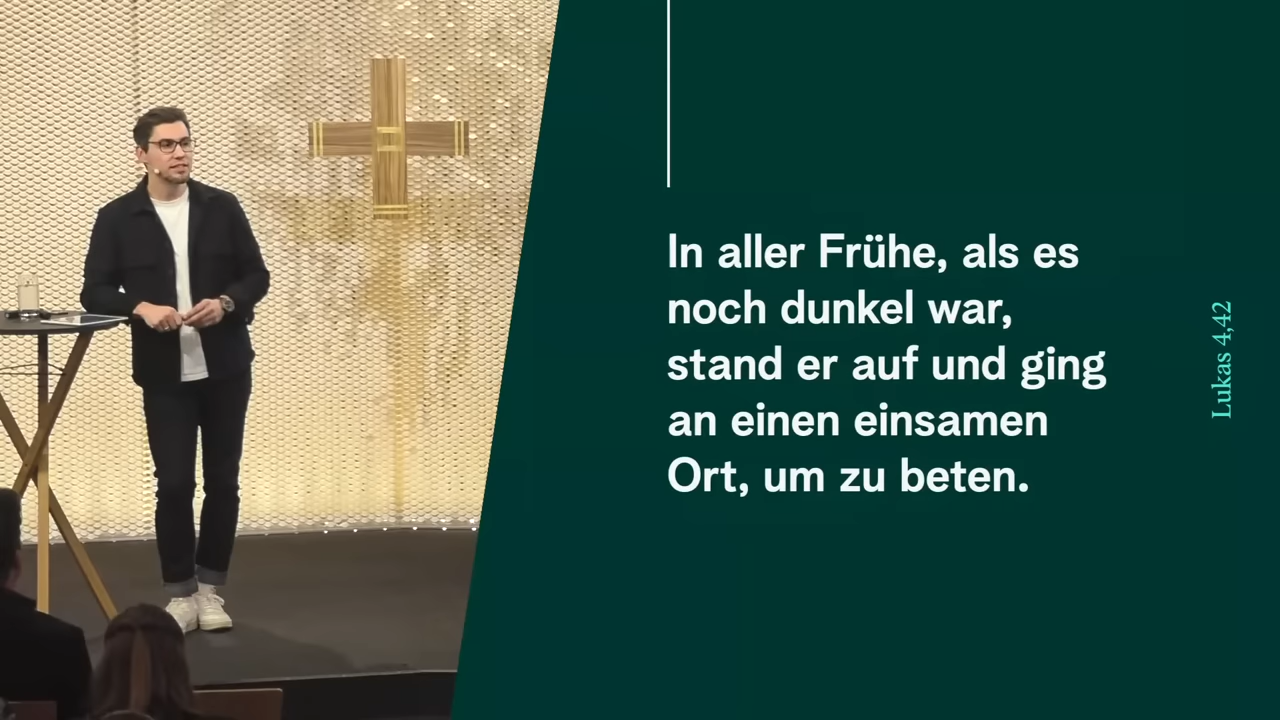 In aller Frühe, als es
noch dunkel war,
stand er auf und ging
an einen einsamen
Ort, um zu beten.
Lukas 4,42